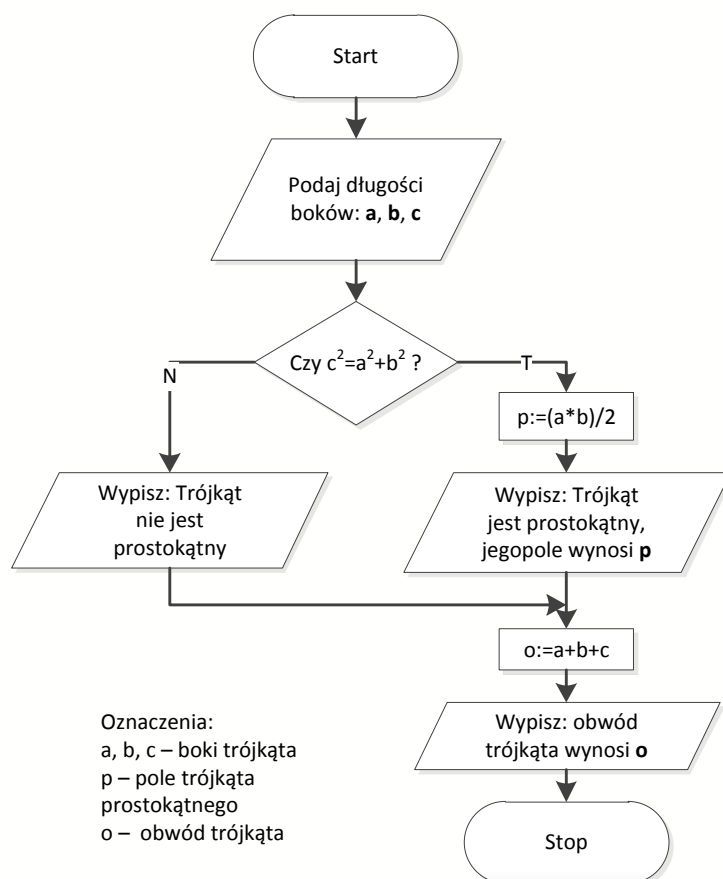 Start
Podaj długości
boków: a, b, c
Czy c²=a²+b² ?
N
T
p:=(a*b)/2
Wypisz: Trójkąt
nie jest
prostokątny
Wypisz: Trójkąt
jest prostokątny,
jegopole wynosi p
o:=a+b+c
Wypisz: obwód
trójkąta wynosi o
Oznaczenia:
a, b, c – boki trójkąta
p – pole trójkąta
prostokątnego
o – obwód trójkąta
Stop